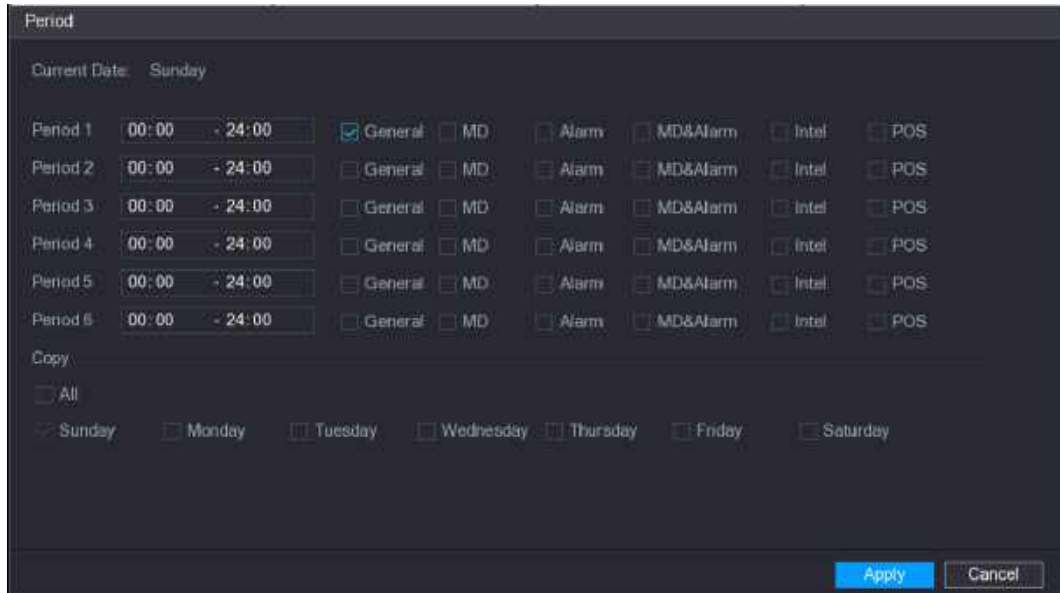 Period
Current Date: Sunday
Period 1 00:00 - 24:00 General MD Alarm MD&Alarm Intel POS
Period 2 00:00 - 24:00 General MD Alarm MD&Alarm Intel POS
Period 3 00:00 - 24:00 General MD Alarm MD&Alarm Intel POS
Period 4 00:00 - 24:00 General MD Alarm MD&Alarm Intel POS
Period 5 00:00 - 24:00 General MD Alarm MD&Alarm Intel POS
Period 6 00:00 - 24:00 General MD Alarm MD&Alarm Intel POS
Copy
All
Sunday Monday Tuesday Wednesday Thursday Friday Saturday
Apply Cancel